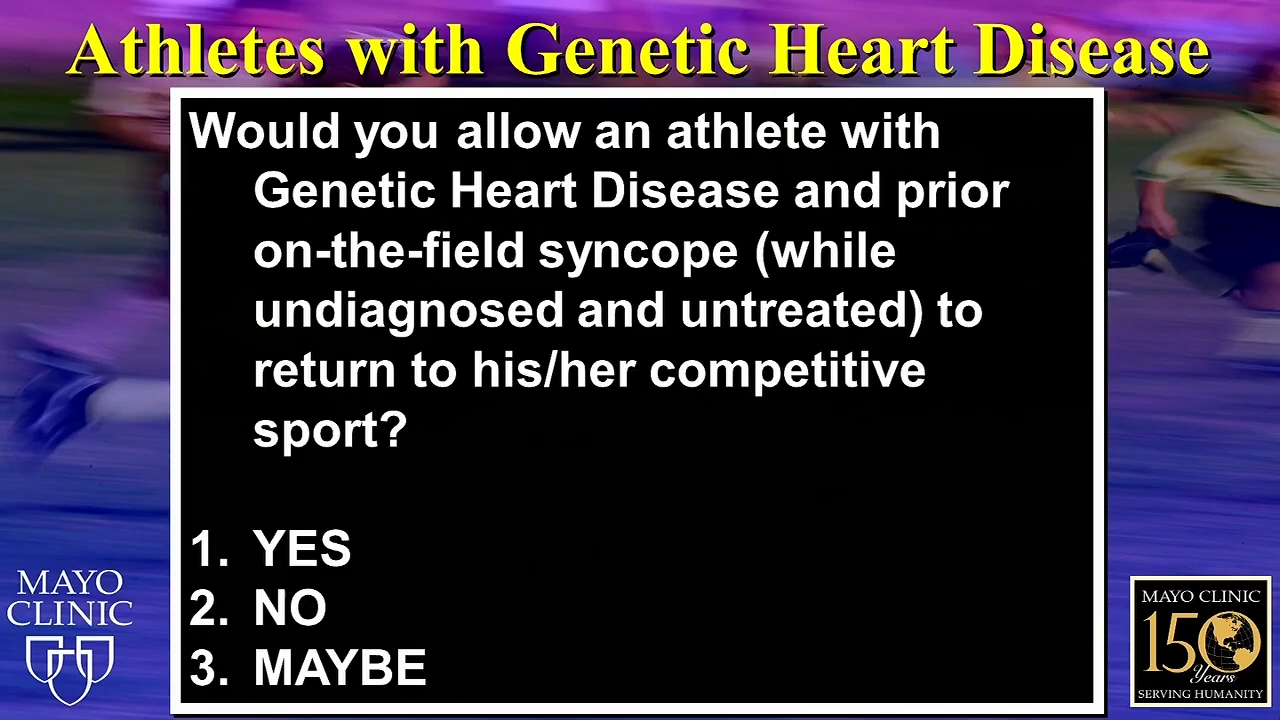 Athletes with Genetic Heart Disease
Would you allow an athlete with
Genetic Heart Disease and prior
on-the-field syncope (while
undiagnosed and untreated) to
return to his/her competitive
sport?
1. YES
2. NO
3. MAYBE
MAYO
CLINIC
MAYO CLINIC
150
Years
SERVING HUMANITY